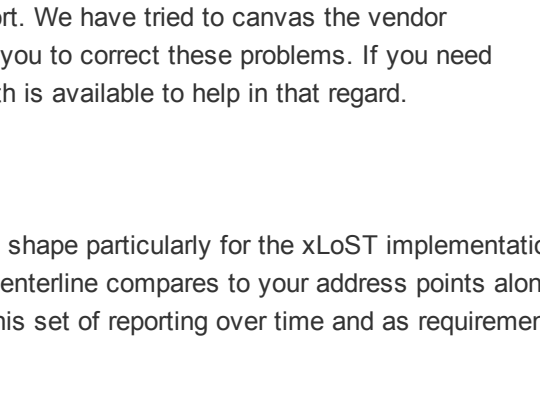 ort. We have tried to canvas the vendor
you to correct these problems. If you need
th is available to help in that regard.
shape particularly for the xLoST implementatio
enterline compares to your address points alon
his set of reporting over time and as requiremen